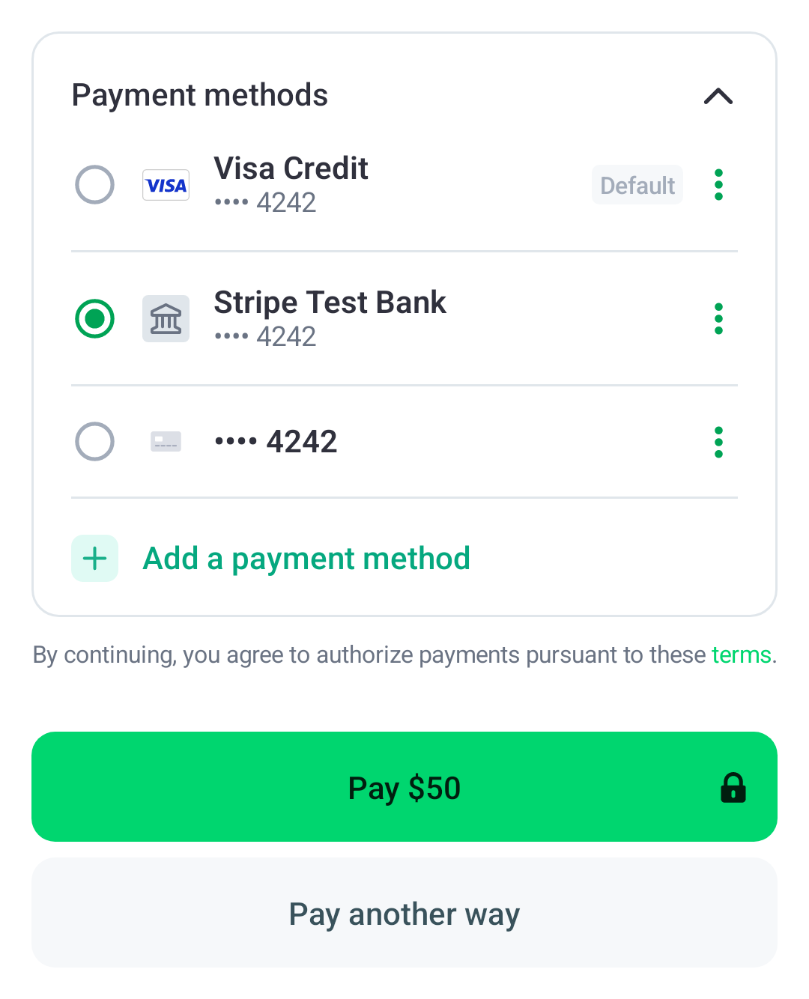 Payment methods
VISA
Visa Credit
•••• 4242
Default
Stripe Test Bank
•••• 4242
•••• 4242
Add a payment method
By continuing, you agree to authorize payments pursuant to these terms.
Pay $50
Pay another way